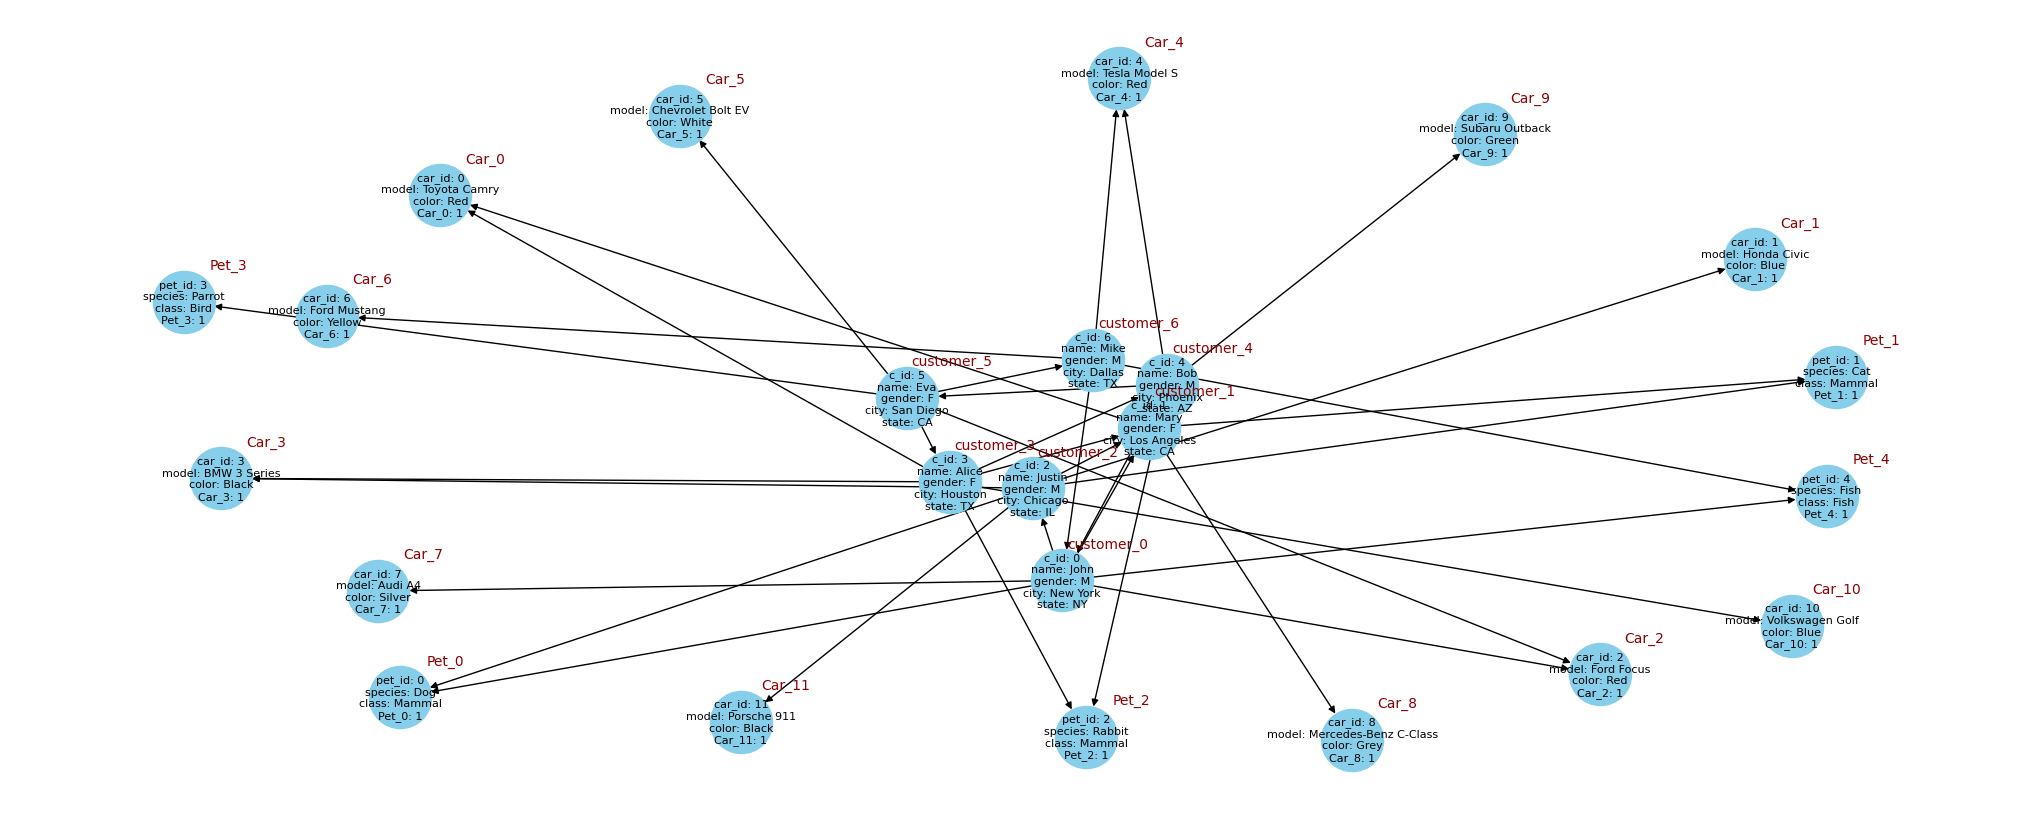 Car_4
car_id: 4
model: Tesla Model S
color: Red
Car_4: 1
Car_5
car_id: 5
model: Chevrolet Bolt EV
color: White
Car_5: 1
Car_9
car_id: 9
model: Subaru Outback
color: Green
Car_9: 1
Car_0
car_id: 0
model: Toyota Camry
color: Red
Car_0: 1
Car_1
car_id: 1
model: Honda Civic
color: Blue
Car_1: 1
Pet_3
pet_id: 3
species: Parrot
class: Bird
Pet_3: 1
Car_6
car_id: 6
model: Ford Mustang
color: Yellow
Car_6: 1
customer_6
c_id: 6
name: Mike
gender: M
city: Dallas
state: TX
customer_4
c_id: 4
name: Bob
gender: M
city: Phoenix
state: AZ
customer_5
c_id: 5
name: Eva
gender: F
city: San Diego
state: CA
customer_1
c_id: 1
name: Mary
gender: F
city: Los Angeles
state: CA
Pet_1
pet_id: 1
species: Cat
class: Mammal
Pet_1: 1
Car_3
car_id: 3
model: BMW 3 Series
color: Black
Car_3: 1
customer_3
c_id: 3
name: Alice
gender: F
city: Houston
state: TX
customer_2
c_id: 2
name: Justin
gender: M
city: Chicago
state: IL
Pet_4
pet_id: 4
species: Fish
class: Fish
Pet_4: 1
customer_0
c_id: 0
name: John
gender: M
city: New York
state: NY
Car_7
car_id: 7
model: Audi A4
color: Silver
Car_7: 1
Car_10
car_id: 10
model: Volkswagen Golf
color: Blue
Car_10: 1
Car_2
car_id: 2
model: Ford Focus
color: Red
Car_2: 1
Pet_0
pet_id: 0
species: Dog
class: Mammal
Pet_0: 1
Car_11
car_id: 11
model: Porsche 911
color: Black
Car_11: 1
Pet_2
pet_id: 2
species: Rabbit
class: Mammal
Pet_2: 1
Car_8
car_id: 8
model: Mercedes-Benz C-Class
color: Grey
Car_8: 1